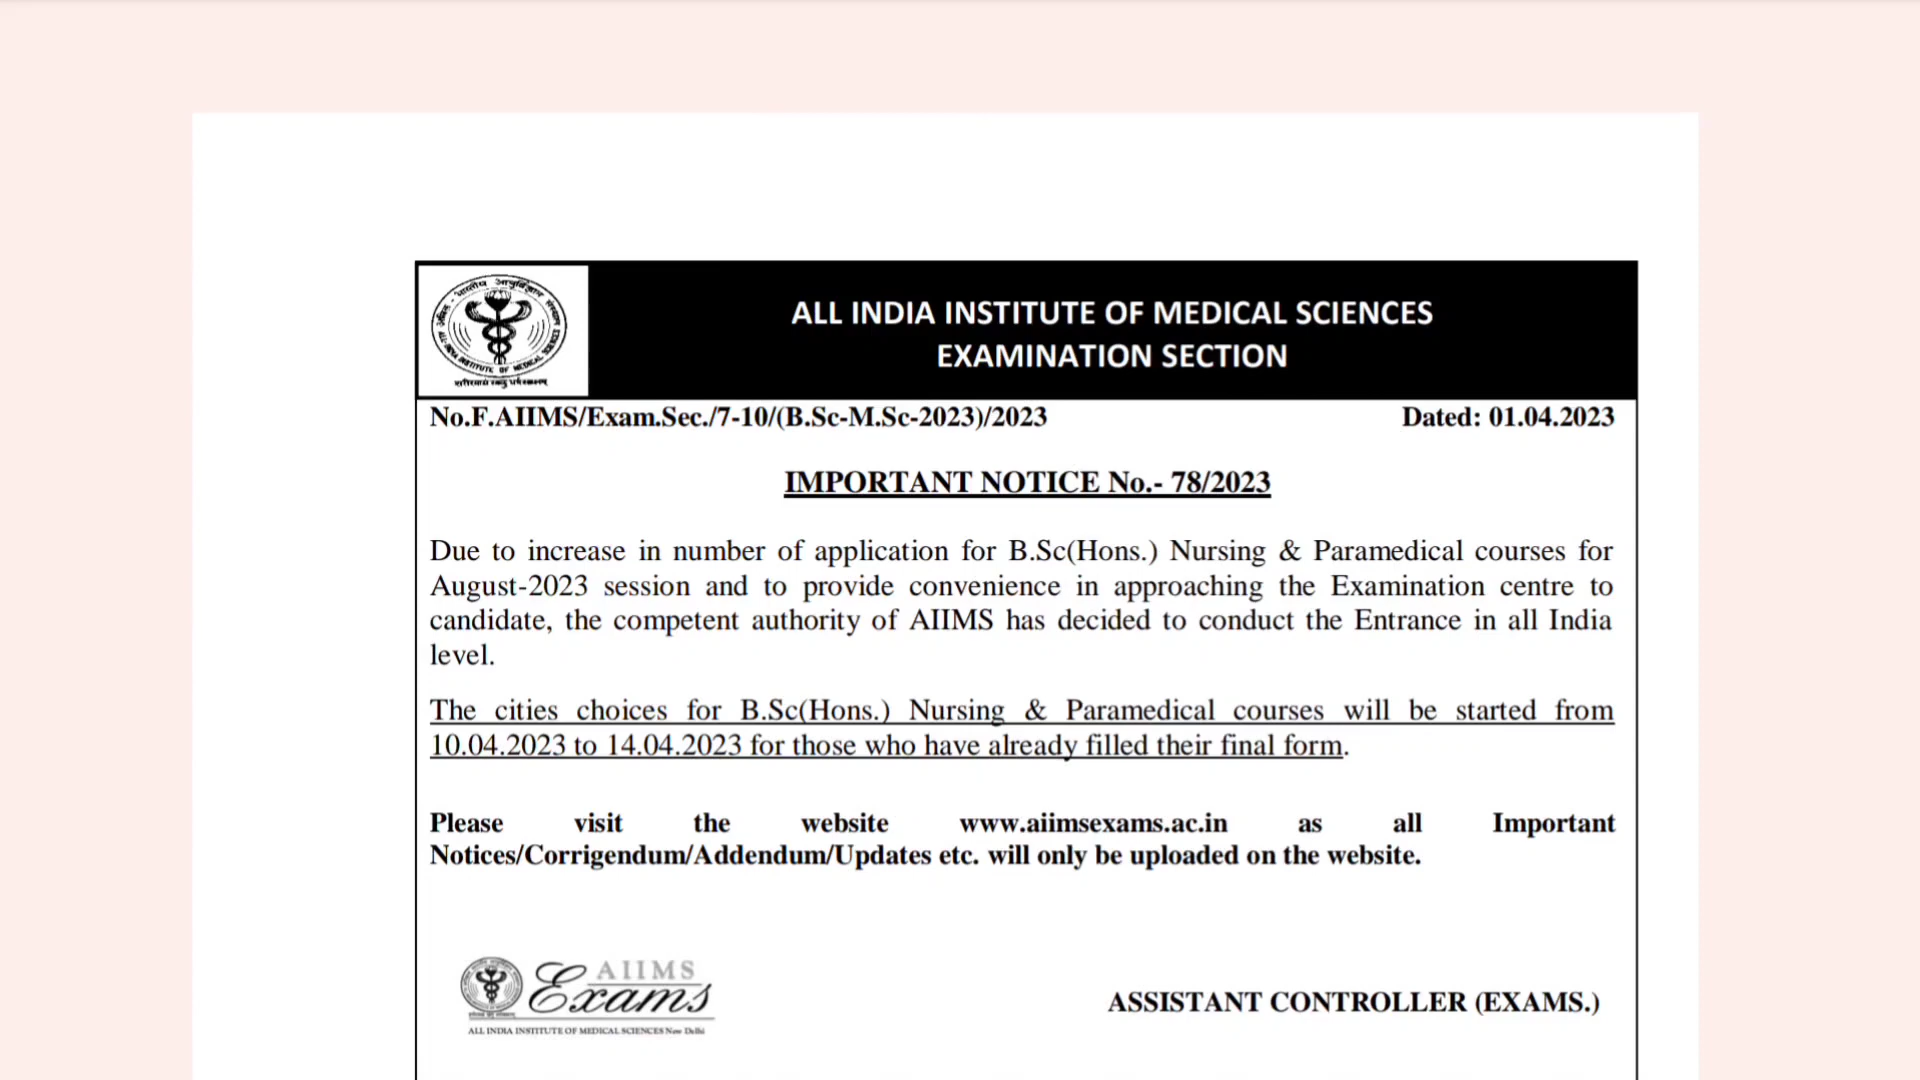 ALL INDIA INSTITUTE OF MEDICAL SCIENCES
EXAMINATION SECTION
No.F.AIIMS/Exam.Sec./7-10/(B.Sc-M.Sc-2023)/2023 Dated: 01.04.2023
IMPORTANT NOTICE No.- 78/2023
Due to increase in number of application for B.Sc(Hons.) Nursing & Paramedical courses for
August-2023 session and to provide convenience in approaching the Examination centre to
candidate, the competent authority of AIIMS has decided to conduct the Entrance in all India
level.
The cities choices for B.Sc(Hons.) Nursing & Paramedical courses will be started from
10.04.2023 to 14.04.2023 for those who have already filled their final form.
Please visit the website www.aiimsexams.ac.in as all Important
Notices/Corrigendum/Addendum/Updates etc. will only be uploaded on the website.
AIIMS
Exams
ALL INDIA INSTITUTE OF MEDICAL SCIENCES New Delhi
ASSISTANT CONTROLLER (EXAMS.)